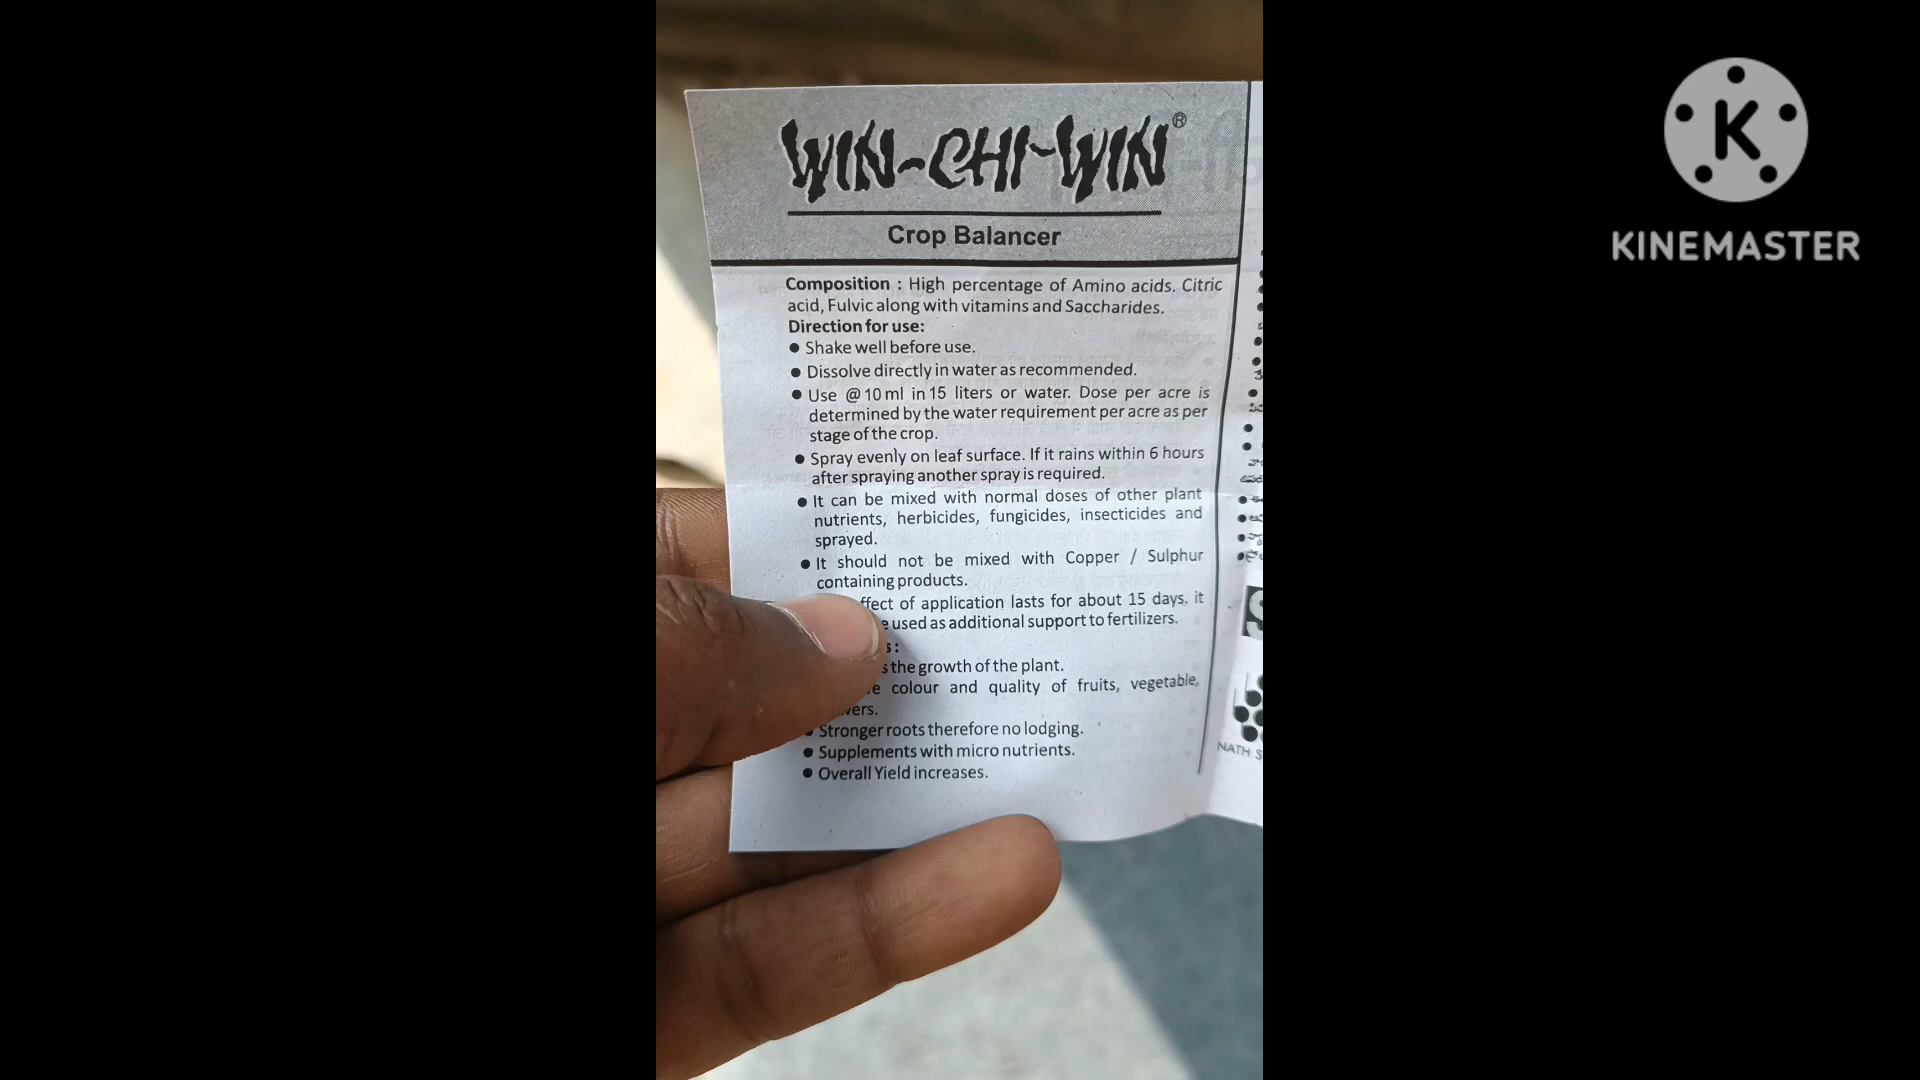 WIN-CHI-WIN®
Crop Balancer
Composition : High percentage of Amino acids. Citric
acid, Fulvic along with vitamins and Saccharides.
Direction for use:
● Shake well before use.
● Dissolve directly in water as recommended.
● Use @ 10 ml in 15 liters or water. Dose per acre is
determined by the water requirement per acre as per
stage of the crop.
● Spray evenly on leaf surface. If it rains within 6 hours
after spraying another spray is required.
● It can be mixed with normal doses of other plant
nutrients, herbicides, fungicides, insecticides and
sprayed.
● It should not be mixed with Copper / Sulphur
containing products.
of application lasts for about 15 days. it
used as additional support to fertilizers.
the growth of the plant.
colour and quality of fruits, vegetable,
● Stronger roots therefore no lodging.
● Supplements with micro nutrients.
● Overall Yield increases.
NATH
KINEMASTER